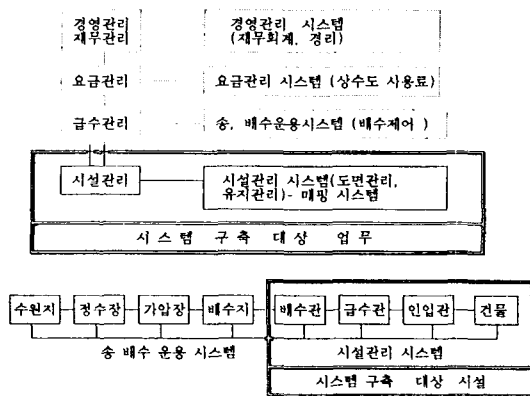 경영관리
재무관리
경영관리 시스템
(재무회계, 경리)
요금관리
요금관리 시스템 (상수도 사용료)
급수관리
송, 배수운용시스템 (배수제어 )
시설관리
시설관리 시스템(도면관리,
유지관리)- 매핑 시스템
시 스 템 구 축 대 상 업 무
수원지
정수장
가압장
배수지
배수관
급수관
인입관
건물
송 배수 운용 시스템
시설관리 시스템
시스템 구축 대상 시설